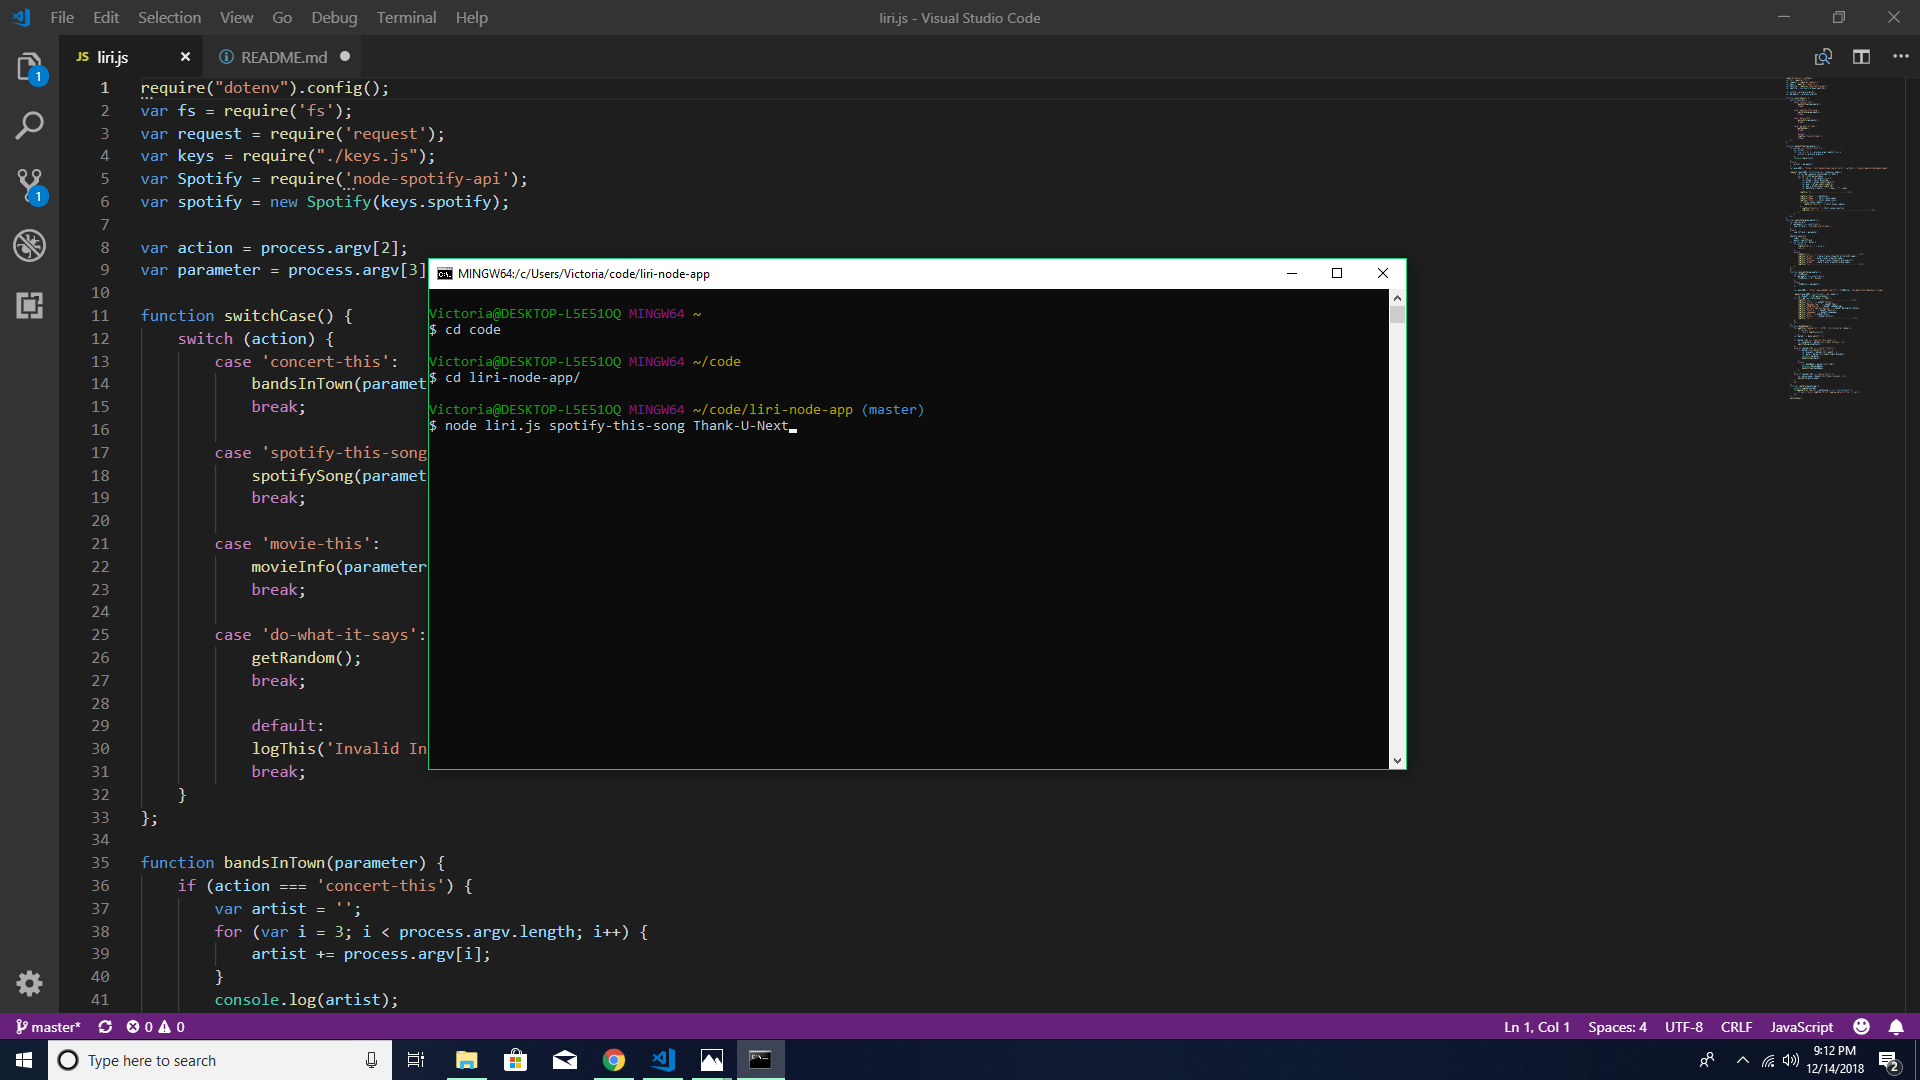 File Edit Selection View Go Debug Terminal Help
liri.js - Visual Studio Code
JS liri.js
README.md
1
1
1 require("dotenv").config();
2 var fs = require('fs');
3 var request = require('request');
4 var keys = require("./keys.js");
5 var Spotify = require('node-spotify-api');
6 var spotify = new Spotify(keys.spotify);
7
8 var action = process.argv[2];
9 var parameter = process.argv[3]
10
11 function switchCase() {
12 switch (action) {
13 case 'concert-this':
14 bandsInTown(paramet
15 break;
16
17 case 'spotify-this-song
18 spotifySong(paramet
19 break;
20
21 case 'movie-this':
22 movieInfo(parameter
23 break;
24
25 case 'do-what-it-says':
26 getRandom();
27 break;
28
29 default:
30 logThis('Invalid In
31 break;
32 }
33 };
34
35 function bandsInTown(parameter) {
36 if (action === 'concert-this') {
37 var artist = '';
38 for (var i = 3; i < process.argv.length; i++) {
39 artist += process.argv[i];
40 }
41 console.log(artist);
MINGW64:/c/Users/Victoria/code/liri-node-app
Victoria@DESKTOP-L5E51OQ MINGW64 ~
$ cd code
Victoria@DESKTOP-L5E51OQ MINGW64 ~/code
$ cd liri-node-app/
Victoria@DESKTOP-L5E51OQ MINGW64 ~/code/liri-node-app (master)
$ node liri.js spotify-this-song Thank-U-Next
master* 0 0
Ln 1, Col 1 Spaces: 4 UTF-8 CRLF JavaScript
Type here to search
9:12 PM
12/14/2018
2